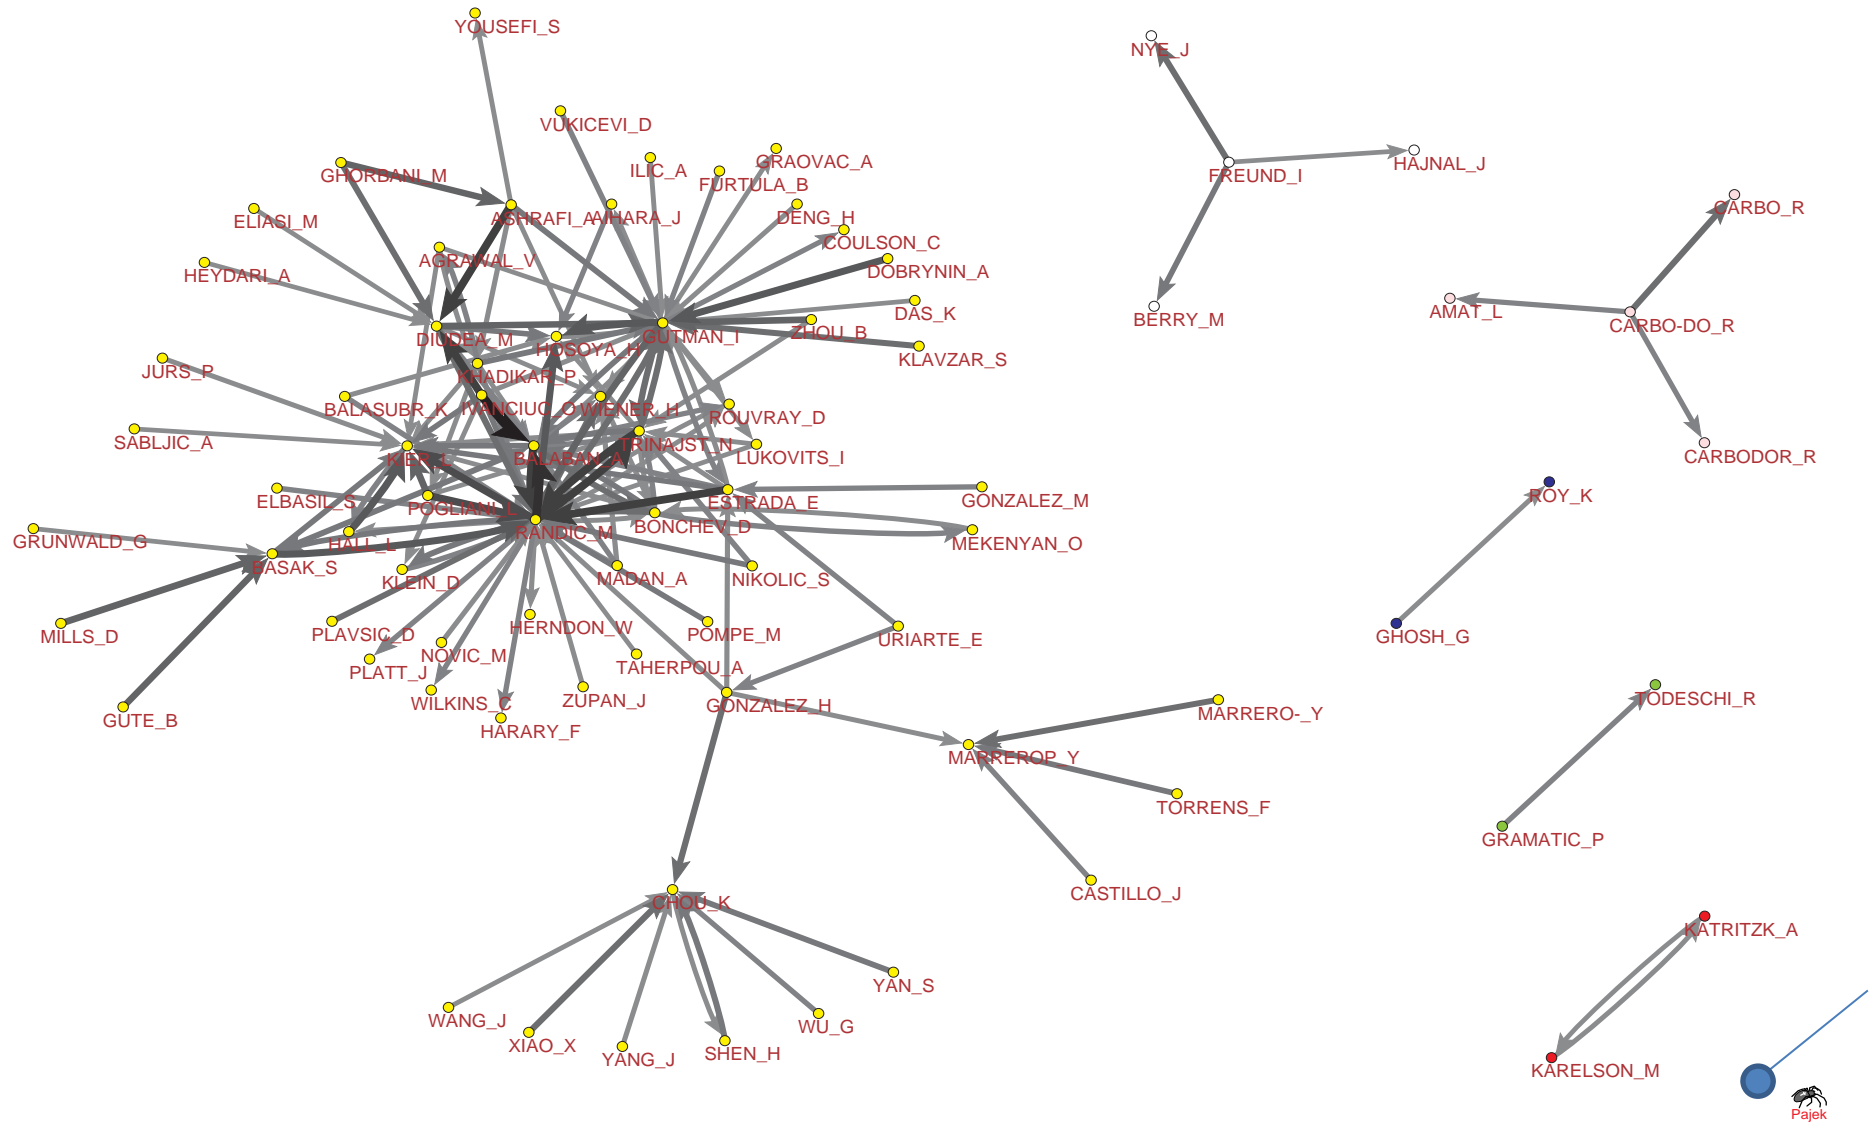 YOUSEFI_S
NYE_J
VUKICEVI_D
GRAOVAC_A
ILIC_A
FURTULA_B
HAJNAL_J
GHORBANI_M
FREUND_I
CARBO_R
ELIASI_M
ASHRAFI_A
AIHARA_J
DENG_H
COULSON_C
AGRAWAL_V
HEYDARI_A
DOBRYNIN_A
DAS_K
AMAT_L
CARBO-DO_R
BERRY_M
DIUDEA_M
HOSOYA_H
GUTMAN_I
ZHOU_B
KLAVZAR_S
JURS_P
KHADIKAR_P
BALASUBR_K
IVANCIUC_O
WIENER_H
ROUVRAY_D
SABLJIC_A
KIER_L
BALABAN_A
TRINAJST_N
LUKOVITS_I
CARBODOR_R
ELBASIL_S
POGLIANI_L
ESTRADA_E
GONZALEZ_M
ROY_K
GRUNWALD_G
HALL_L
RANDIC_M
BONCHEV_D
MEKENYAN_O
BASAK_S
KLEIN_D
MADAN_A
NIKOLIC_S
MILLS_D
PLAVSIC_D
HERNDON_W
POMPE_M
URIARTE_E
GHOSH_G
NOVIC_M
PLATT_J
TAHERPOU_A
WILKINS_C
ZUPAN_J
GONZALEZ_H
TODESCHI_R
GUTE_B
HARARY_F
MARRERO-_Y
MARREROP_Y
TORRENS_F
GRAMATIC_P
CASTILLO_J
CHOU_K
KATRITZK_A
YAN_S
WANG_J
WU_G
XIAO_X
YANG_J
SHEN_H
KARELSON_M
Pajek